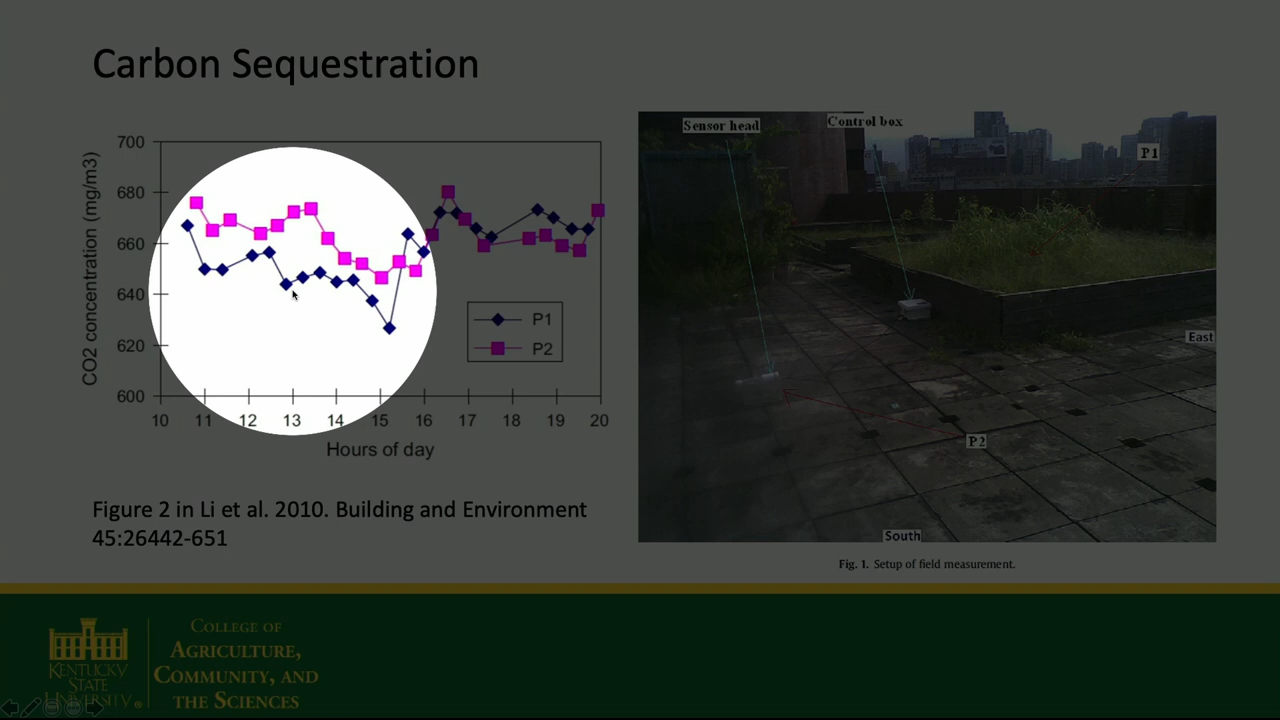 Carbon Sequestration
CO2 concentration (mg/m3)
700
680
660
640
620
600
10 11 12 13 14 15 16 17 18 19 20
Hours of day
P1
P2
Figure 2 in Li et al. 2010. Building and Environment
45:26442-651
Sensor head
Control box
P1
East
P2
South
Fig. 1. Setup of field measurement.
KENTUCKY
STATE
UNIVERSITY®
COLLEGE OF
AGRICULTURE,
COMMUNITY, AND
THE SCIENCES